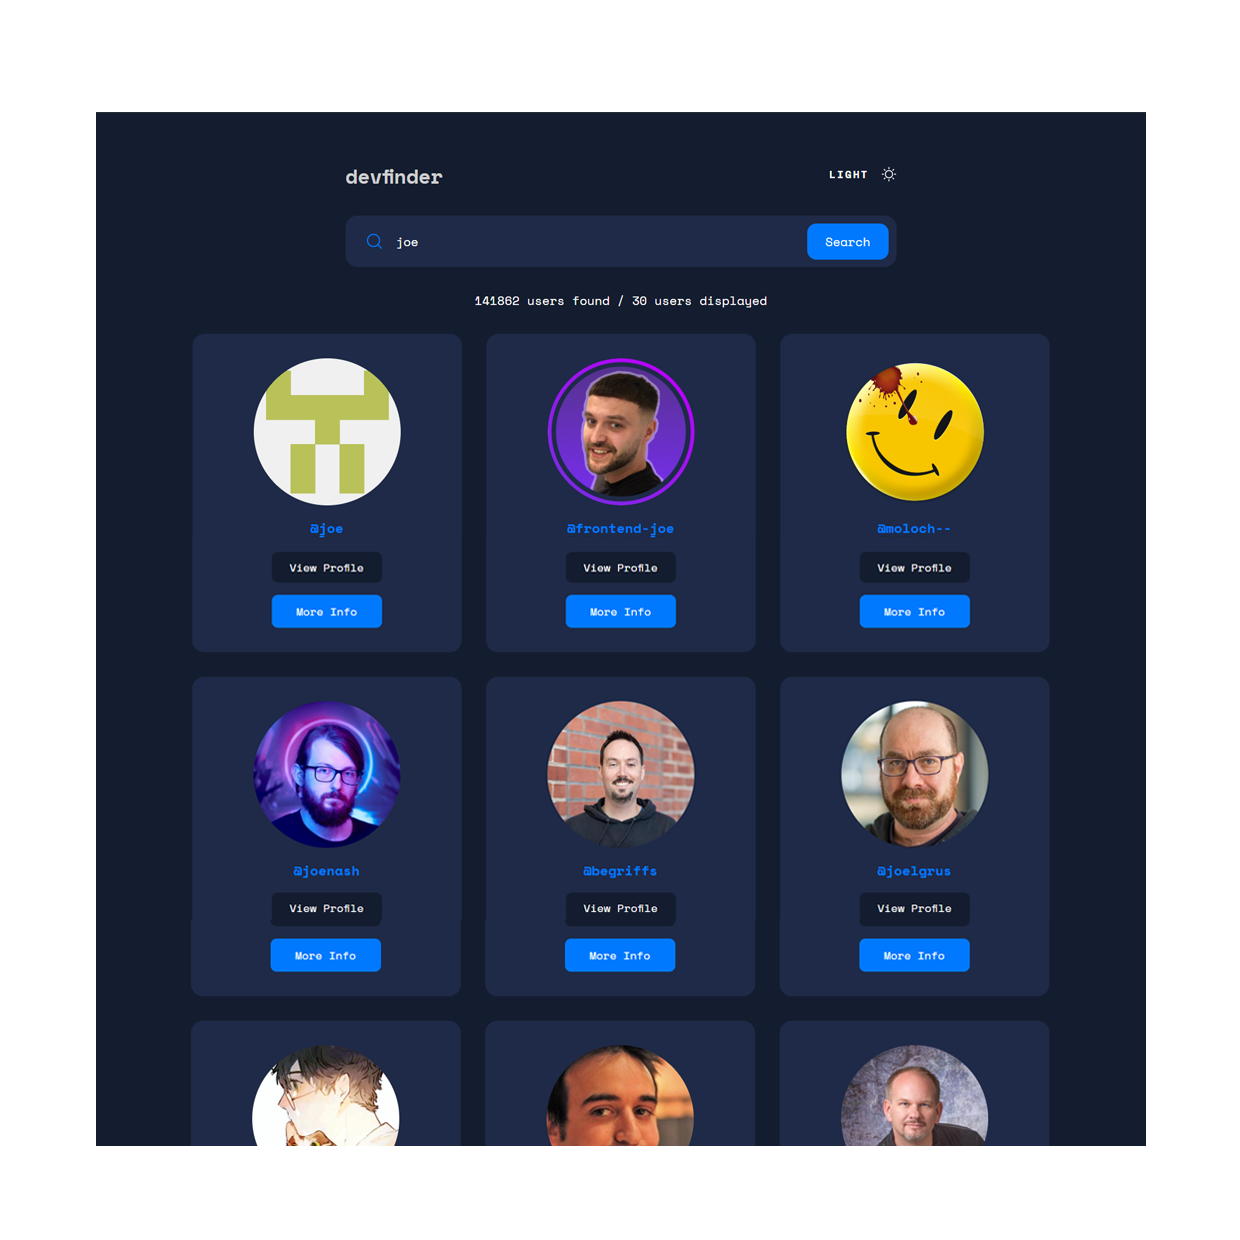 devfinder
LIGHT
joe
Search
141862 users found / 30 users displayed
@joe
@frontend-joe
@moloch--
View Profile
View Profile
View Profile
More Info
More Info
More Info
@joenash
@begriffs
@joelgrus
View Profile
View Profile
View Profile
More Info
More Info
More Info